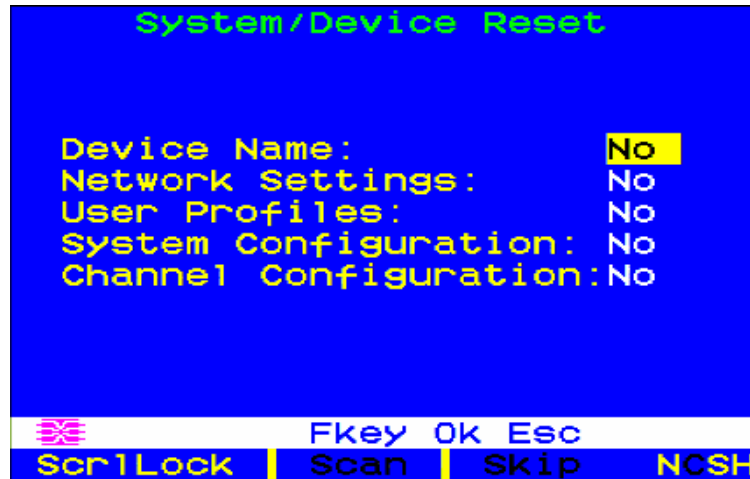 System/Device Reset
Device Name: No
Network Settings: No
User Profiles: No
System Configuration: No
Channel Configuration:No
Fkey Ok Esc
ScrlLock Scan Skip NCSH